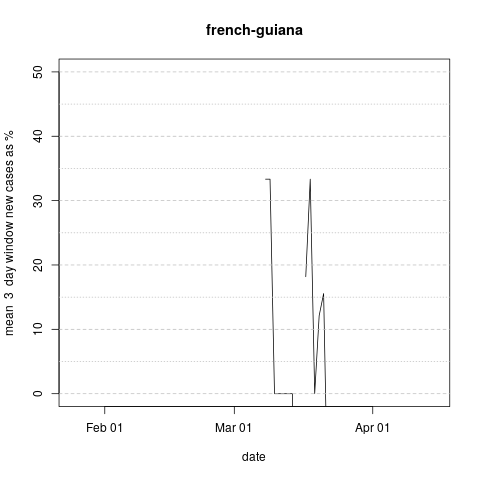 french-guiana
mean  3  day window new cases as %
50
40
30
20
10
0
Feb 01
Mar 01
Apr 01
date